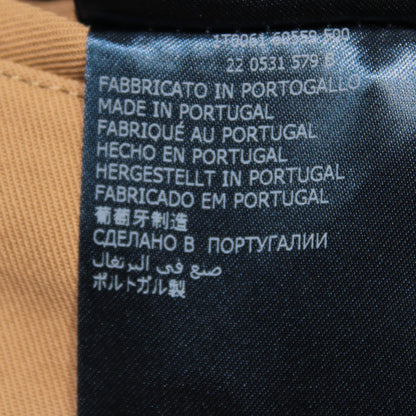 22 0531 579 8
FABBRICATO IN PORTOGALLO
MADE IN PORTUGAL
FABRIQUÉ AU PORTUGAL
HECHO EN PORTUGAL
HERGESTELLT IN PORTUGAL
FABRICADO EM PORTUGAL
葡萄牙制造
СДЕЛАНО В ПОРТУГАЛИИ
صنع في البرتغال
ポルトガル製